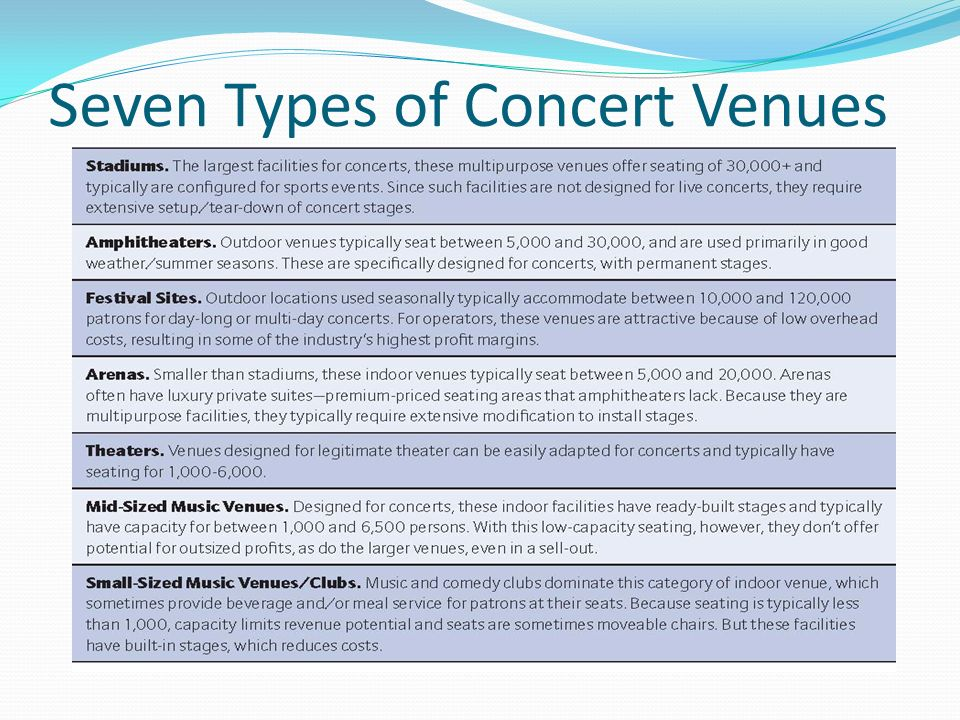 Seven Types of Concert Venues
Stadiums. The largest facilities for concerts, these multipurpose venues offer seating of 30,000+ and
typically are configured for sports events. Since such facilities are not designed for live concerts, they require
extensive setup/tear-down of concert stages.
Amphitheaters. Outdoor venues typically seat between 5,000 and 30,000, and are used primarily in good
weather/summer seasons. These are specifically designed for concerts, with permanent stages.
Festival Sites. Outdoor locations used seasonally typically accommodate between 10,000 and 120,000
patrons for day-long or multi-day concerts. For operators, these venues are attractive because of low overhead
costs, resulting in some of the industry's highest profit margins.
Arenas. Smaller than stadiums, these indoor venues typically seat between 5,000 and 20,000. Arenas
often have luxury private suites—premium-priced seating areas that amphitheaters lack. Because they are
multipurpose facilities, they typically require extensive modification to install stages.
Theaters. Venues designed for legitimate theater can be easily adapted for concerts and typically have
seating for 1,000-6,000.
Mid-Sized Music Venues. Designed for concerts, these indoor facilities have ready-built stages and typically
have capacity for between 1,000 and 6,500 persons. With this low-capacity seating, however, they don't offer
potential for outsized profits, as do the larger venues, even in a sell-out.
Small-Sized Music Venues/Clubs. Music and comedy clubs dominate this category of indoor venue, which
sometimes provide beverage and/or meal service for patrons at their seats. Because seating is typically less
than 1,000, capacity limits revenue potential and seats are sometimes moveable chairs. But these facilities
have built-in stages, which reduces costs.